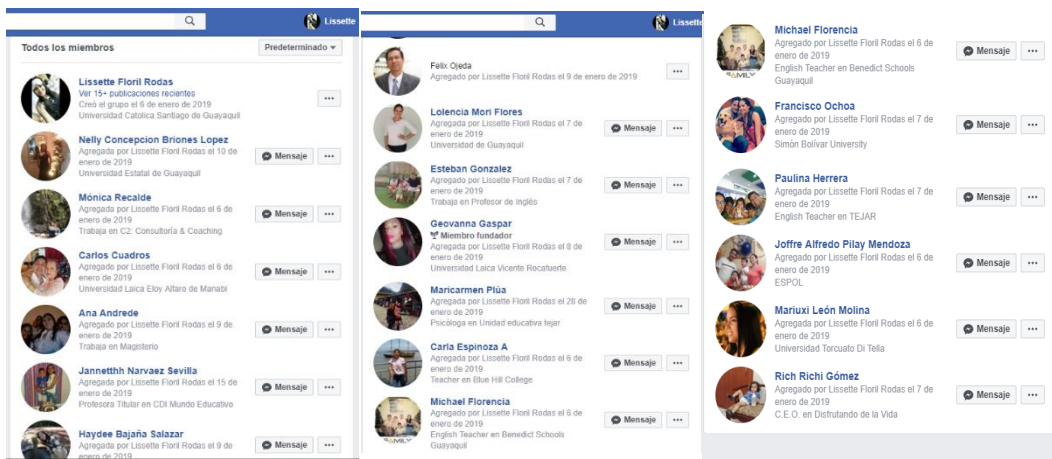 Lissette
Todos los miembros
Predeterminado
Lissette Floril Rodas
Ver 15+ publicaciones recientes
Creó el grupo el 6 de enero de 2019
Universidad Catolica Santiago de Guayaquil
Nelly Concepcion Briones Lopez
Agregada por Lissette Floril Rodas el 10 de
enero de 2019
Universidad Estatal de Guayaquil
Mensaje
Mónica Recalde
Agregada por Lissette Floril Rodas el 6 de
enero de 2019
Trabaja en C2: Consultoría & Coaching
Mensaje
Carlos Cuadros
Agregado por Lissette Floril Rodas el 6 de
enero de 2019
Universidad Laica Eloy Alfaro de Manabí
Mensaje
Ana Andrede
Agregada por Lissette Floril Rodas el 9 de
enero de 2019
Trabaja en Magisterio
Mensaje
Jannetthh Narvaez Sevilla
Agregada por Lissette Floril Rodas el 15 de
enero de 2019
Profesora Titular en CDI Mundo Educativo
Mensaje
Haydee Bajaña Salazar
Agregada por Lissette Floril Rodas el 9 de
enero de 2019
Mensaje
Lissette
Felix Ojeda
Agregado por Lissette Floril Rodas el 9 de enero de 2019
Lolencia Mori Flores
Agregada por Lissette Floril Rodas el 7 de
enero de 2019
Universidad de Guayaquil
Mensaje
Esteban Gonzalez
Agregado por Lissette Floril Rodas el 7 de
enero de 2019
Trabaja en Profesor de inglés
Mensaje
Geovanna Gaspar
Miembro fundador
Agregada por Lissette Floril Rodas el 8 de
enero de 2019
Universidad Laica Vicente Rocafuerte
Mensaje
Maricarmen Plúa
Agregada por Lissette Floril Rodas el 28 de
enero de 2019
Psicóloga en Unidad educativa tejar
Mensaje
Carla Espinoza A
Agregada por Lissette Floril Rodas el 6 de
enero de 2019
Teacher en Blue Hill College
Mensaje
Michael Florencia
Agregado por Lissette Floril Rodas el 6 de
enero de 2019
English Teacher en Benedict Schools
Guayaquil
Mensaje
Michael Florencia
Agregado por Lissette Floril Rodas el 6 de
enero de 2019
English Teacher en Benedict Schools
Guayaquil
Mensaje
Francisco Ochoa
Agregado por Lissette Floril Rodas el 7 de
enero de 2019
Simón Bolívar University
Mensaje
Paulina Herrera
Agregada por Lissette Floril Rodas el 7 de
enero de 2019
English Teacher en TEJAR
Mensaje
Joffre Alfredo Pilay Mendoza
Agregado por Lissette Floril Rodas el 6 de
enero de 2019
ESPOL
Mensaje
Mariuxi León Molina
Agregada por Lissette Floril Rodas el 6 de
enero de 2019
Universidad Torcuato Di Tella
Mensaje
Rich Richi Gómez
Agregado por Lissette Floril Rodas el 7 de
enero de 2019
C.E.O. en Disfrutando de la Vida
Mensaje